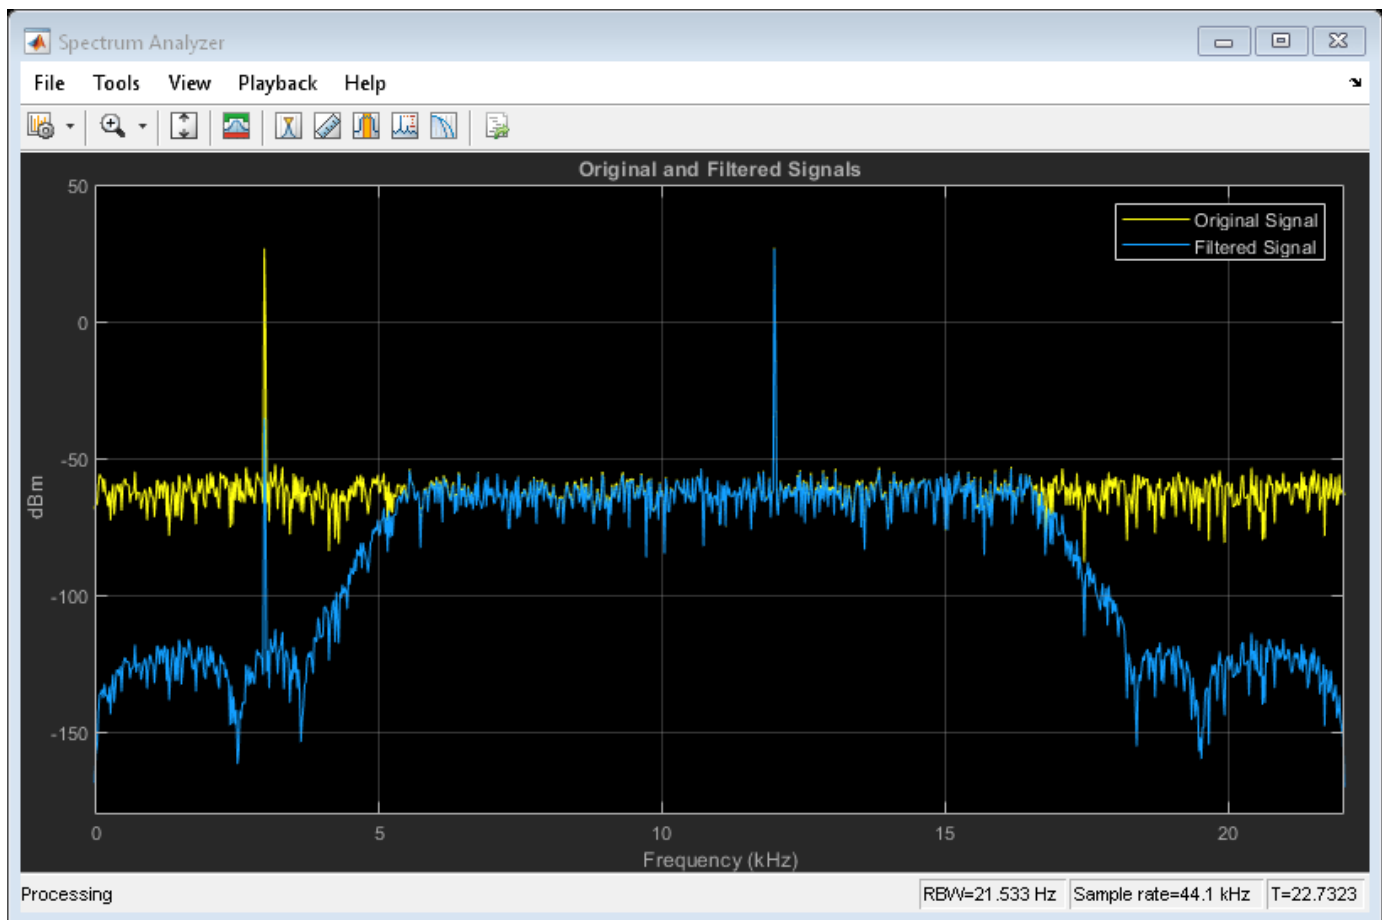 Spectrum Analyzer
File Tools View Playback Help
Original and Filtered Signals
50
0
-50
-100
-150
dBm
Original Signal
Filtered Signal
0 5 10 15 20
Frequency (kHz)
Processing RBW=21.533 Hz Sample rate=44.1 kHz T=22.7323